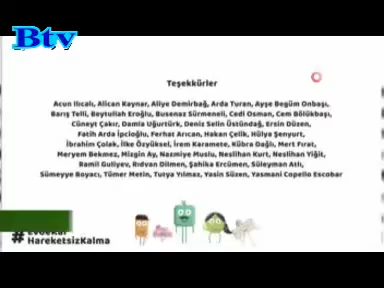 Btv
Teşekkürler
Acun Ilıcalı, Alican Kaynar, Aliye Demirbağ, Arda Turan, Ayşe Begüm Onbaşı,
Barış Telli, Beytullah Eroğlu, Busenaz Sürmeneli, Cedi Osman, Cem Bölükbaşı,
Cüneyt Çakır, Damla Uğurtürk, Deniz Selin Üstündağ, Ersin Düzen,
Fatih Arda İpcioğlu, Ferhat Arıcan, Hakan Çelik, Hülya Şenyurt,
İbrahim Çolak, İlke Özyüksel, İrem Karamete, Kübra Dağlı, Mert Fırat,
Meryem Bekmez, Mizgin Ay, Nazmiye Muslu, Neslihan Kurt, Neslihan Yiğit,
Ramil Guliyev, Rıdvan Dilmen, Şahika Ercümen, Süleyman Atlı,
Sümeyye Boyacı, Tümer Metin, Tutya Yılmaz, Yasin Süzen, Yasmani Copello Escobar
#EvdeKal
HareketsizKalma